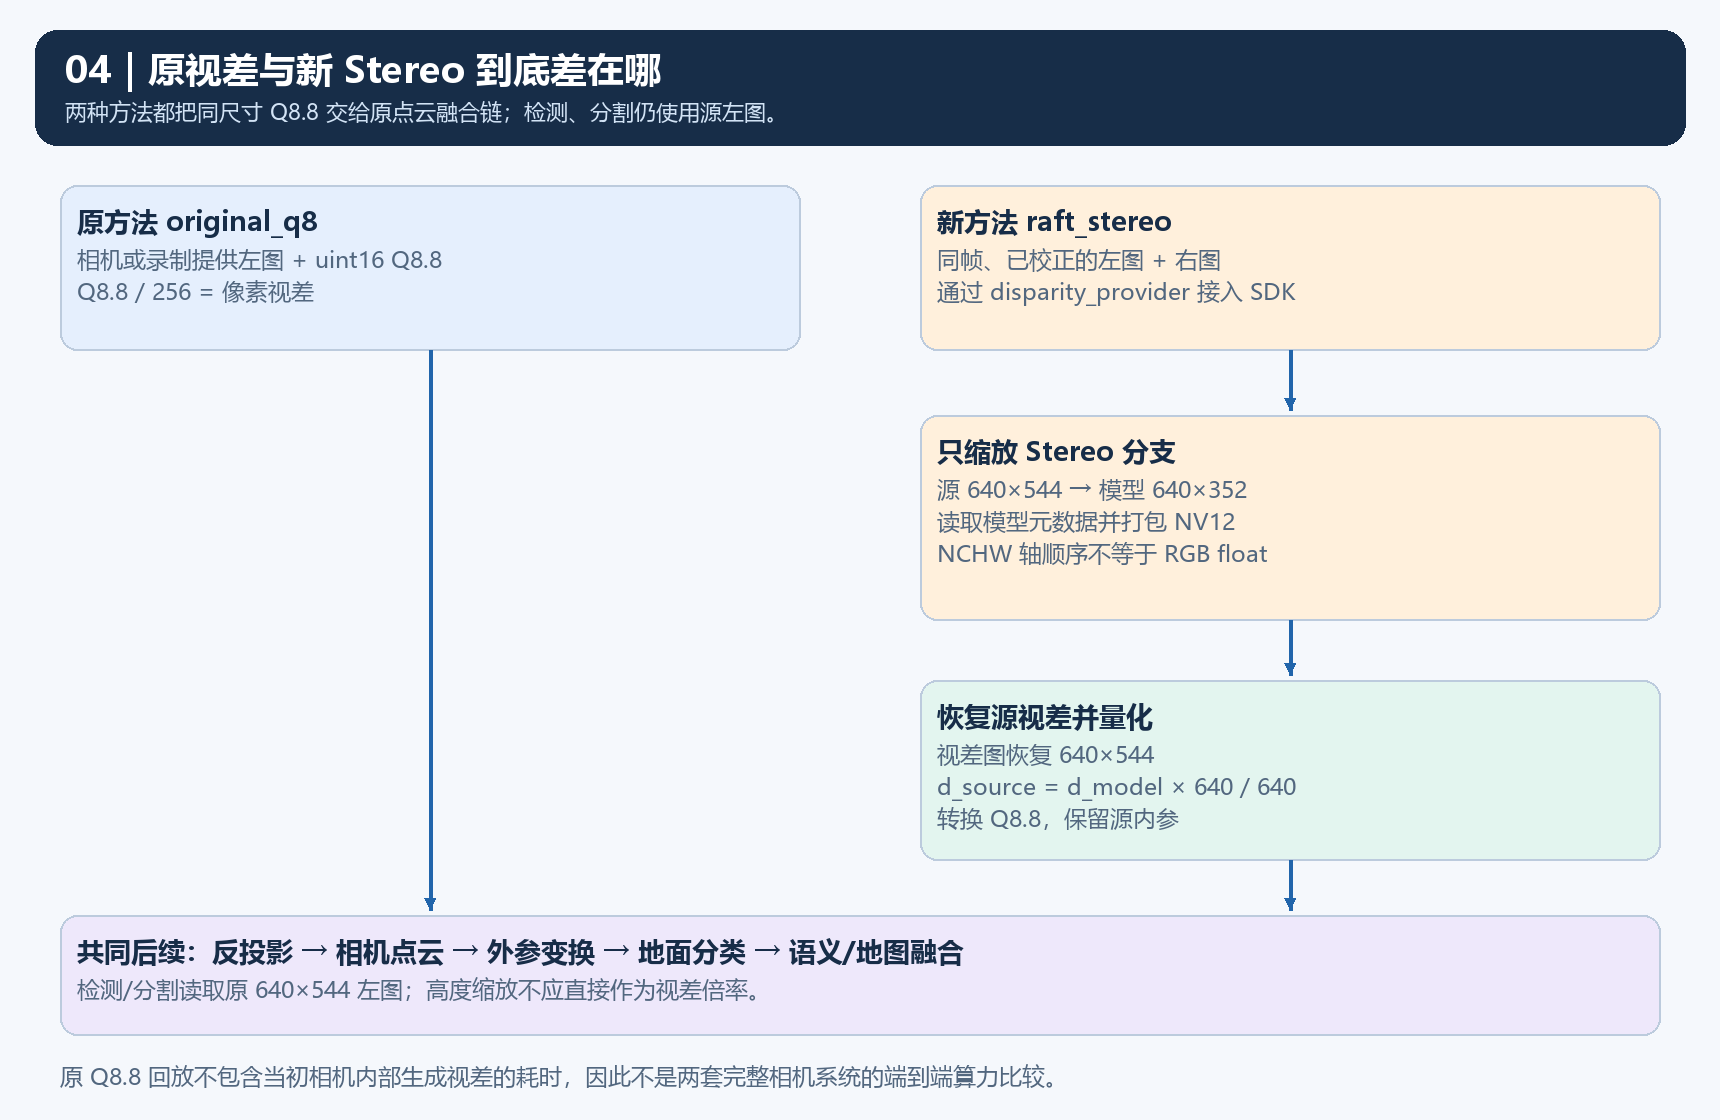 04｜原视差与新 Stereo 到底差在哪
两种方法都把同尺寸 Q8.8 交给原点云融合链；检测、分割仍使用源左图。
原方法 original_q8
相机或录制提供左图 + uint16 Q8.8
Q8.8 / 256 = 像素视差
新方法 raft_stereo
同帧、已校正的左图 + 右图
通过 disparity_provider 接入 SDK
只缩放 Stereo 分支
源 640×544 → 模型 640×352
读取模型元数据并打包 NV12
NCHW 轴顺序不等于 RGB float
恢复源视差并量化
视差图恢复 640×544
d_source = d_model × 640 / 640
转换 Q8.8，保留源内参
共同后续：反投影 → 相机点云 → 外参变换 → 地面分类 → 语义/地图融合
检测/分割读取原 640×544 左图；高度缩放不应直接作为视差倍率。
原 Q8.8 回放不包含当初相机内部生成视差的耗时，因此不是两套完整相机系统的端到端算力比较。